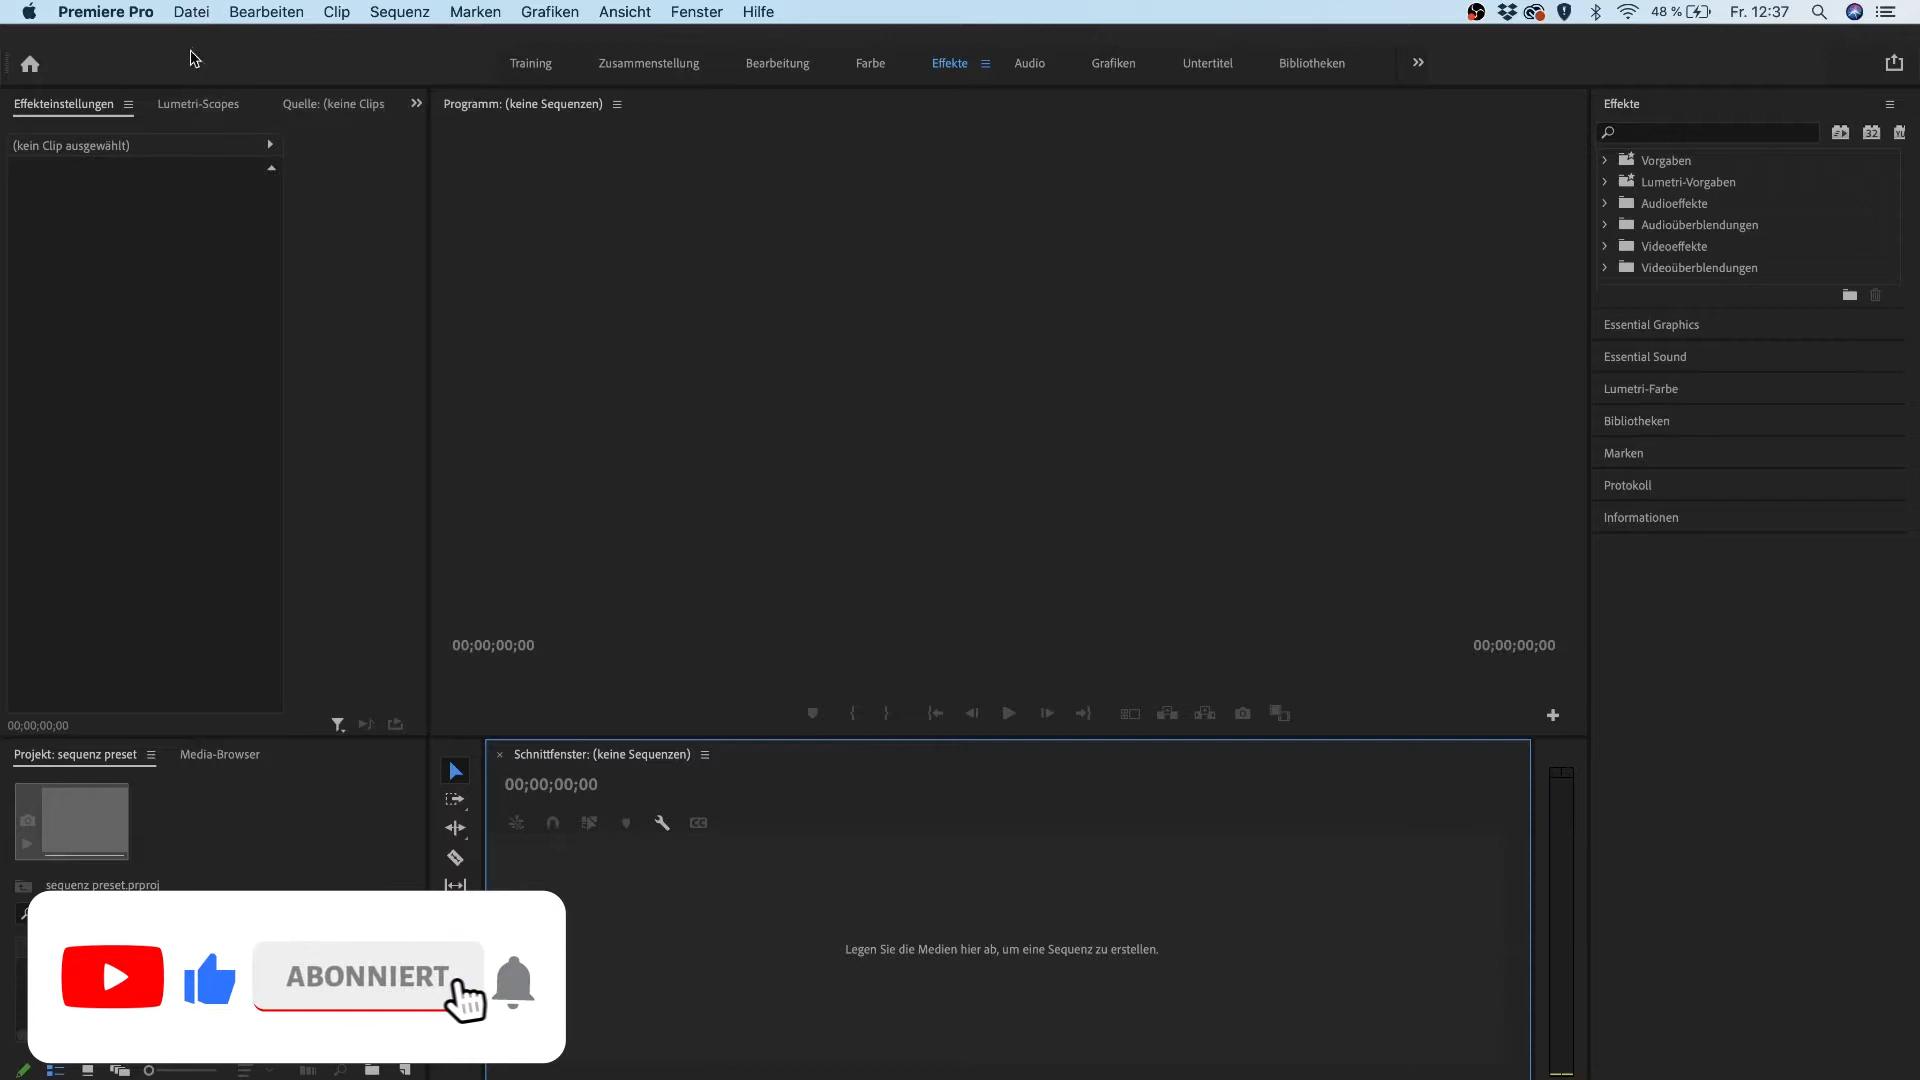 Premiere Pro Datei Bearbeiten Clip Sequenz Marken Grafiken Ansicht Fenster Hilfe 48 % Fr. 12:37
Training Zusammenstellung Bearbeitung Farbe Effekte Audio Grafiken Untertitel Bibliotheken
Effekteinstellungen Lumetri-Scopes Quelle: (keine Clips
(kein Clip ausgewählt)
00;00;00;00
Programm: (keine Sequenzen)
00;00;00;00 00;00;00;00
Effekte
32
Vorgaben
Lumetri-Vorgaben
Audioeffekte
Audioüberblendungen
Videoeffekte
Videoüberblendungen
Essential Graphics
Essential Sound
Lumetri-Farbe
Bibliotheken
Marken
Protokoll
Informationen
Projekt: sequenz preset Media-Browser
sequenz preset.prproj
Schnittfenster: (keine Sequenzen)
00;00;00;00
CC
Legen Sie die Medien hier ab, um eine Sequenz zu erstellen.
ABONNIERT